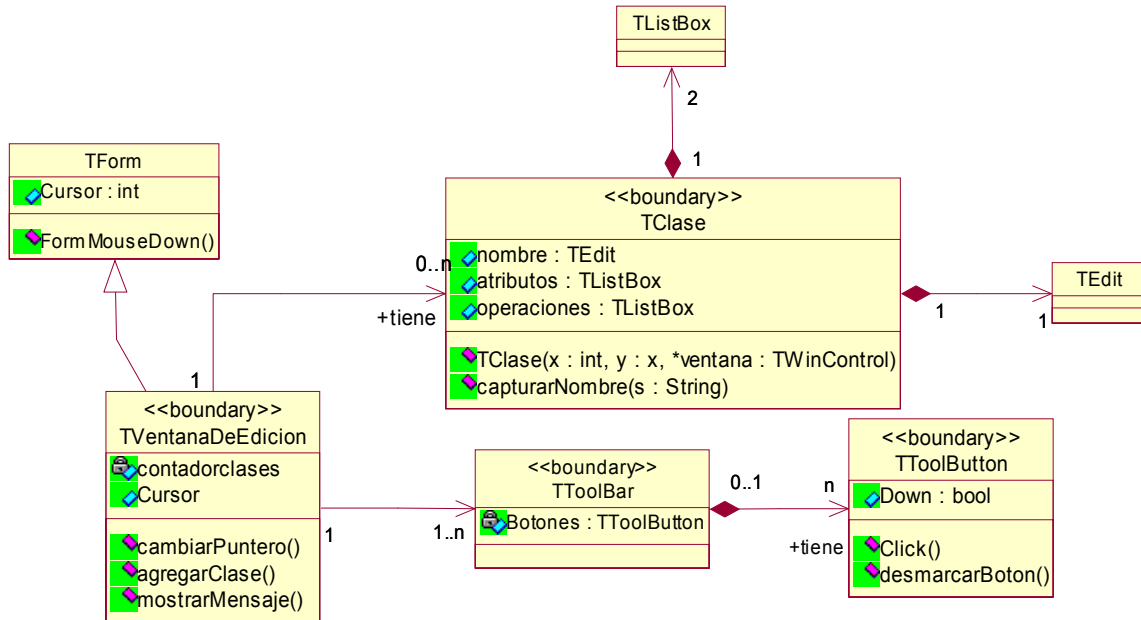 TListBox
2
1
TForm
Cursor : int
FormMouseDown()
<<boundary>>
TClase
nombre : TEdit
atributos : TListBox
operaciones : TListBox
TClase(x : int, y : x, *ventana : TWinControl)
capturarNombre(s : String)
0..n
+tiene
1
TEdit
1
1
<<boundary>>
TVentanaDeEdicion
contadorclases
Cursor
cambiarPuntero()
agregarClase()
mostrarMensaje()
1
1..n
<<boundary>>
TToolBar
Botones : TToolButton
0..1
n
+tiene
<<boundary>>
TToolButton
Down : bool
Click()
desmarcarBoton()